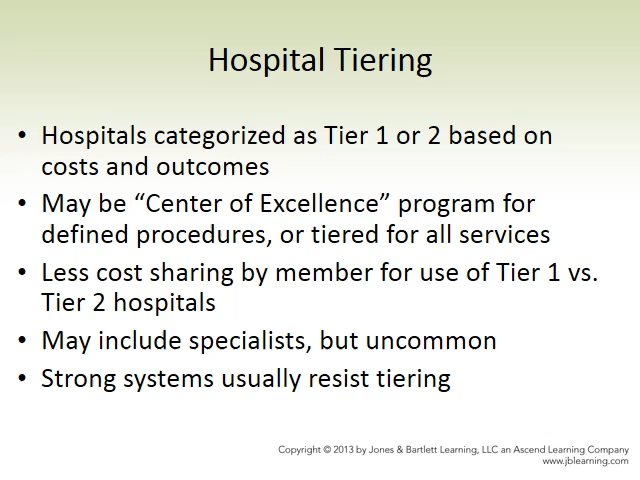 Hospital Tiering
• Hospitals categorized as Tier 1 or 2 based on
costs and outcomes
• May be “Center of Excellence” program for
defined procedures, or tiered for all services
• Less cost sharing by member for use of Tier 1 vs.
Tier 2 hospitals
• May include specialists, but uncommon
• Strong systems usually resist tiering
Copyright © 2013 by Jones & Bartlett Learning, LLC an Ascend Learning Company
www.jblearning.com